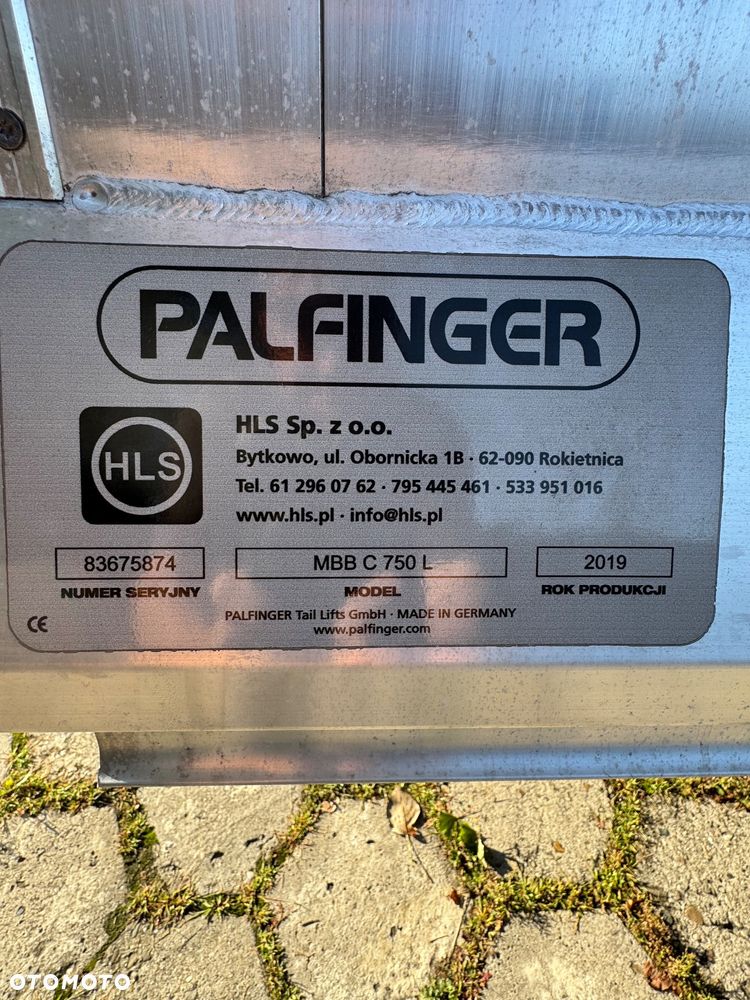 PALFINGER
HLS
HLS Sp. z o.o.
Bytkowo, ul. Obornicka 1B · 62-090 Rokietnica
Tel. 61 296 07 62 · 795 445 461 · 533 951 016
www.hls.pl · info@hls.pl
83675874 MBB C 750 L 2019
NUMER SERYJNY MODEL ROK PRODUKCJI
PALFINGER Tail Lifts GmbH · MADE IN GERMANY
www.palfinger.com
CE
OTOMOTO